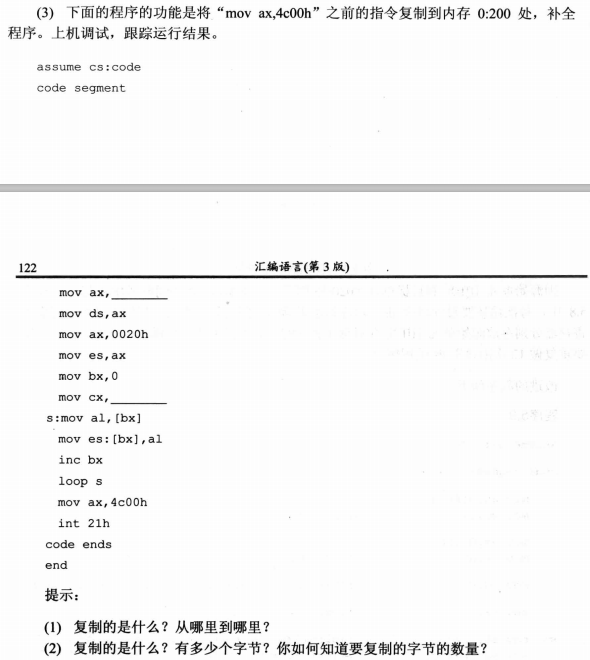 (3) 下面的程序的功能是将“mov ax,4c00h”之前的指令复制到内存 0:200 处，补全
程序。上机调试，跟踪运行结果。
assume cs:code
code segment
122 汇编语言(第 3 版)
mov ax,________
mov ds,ax
mov ax,0020h
mov es,ax
mov bx,0
mov cx,________
s:mov al,[bx]
mov es:[bx],al
inc bx
loop s
mov ax,4c00h
int 21h
code ends
end
提示：
(1) 复制的是什么？从哪里到哪里？
(2) 复制的是什么？有多少个字节？你如何知道要复制的字节的数量？